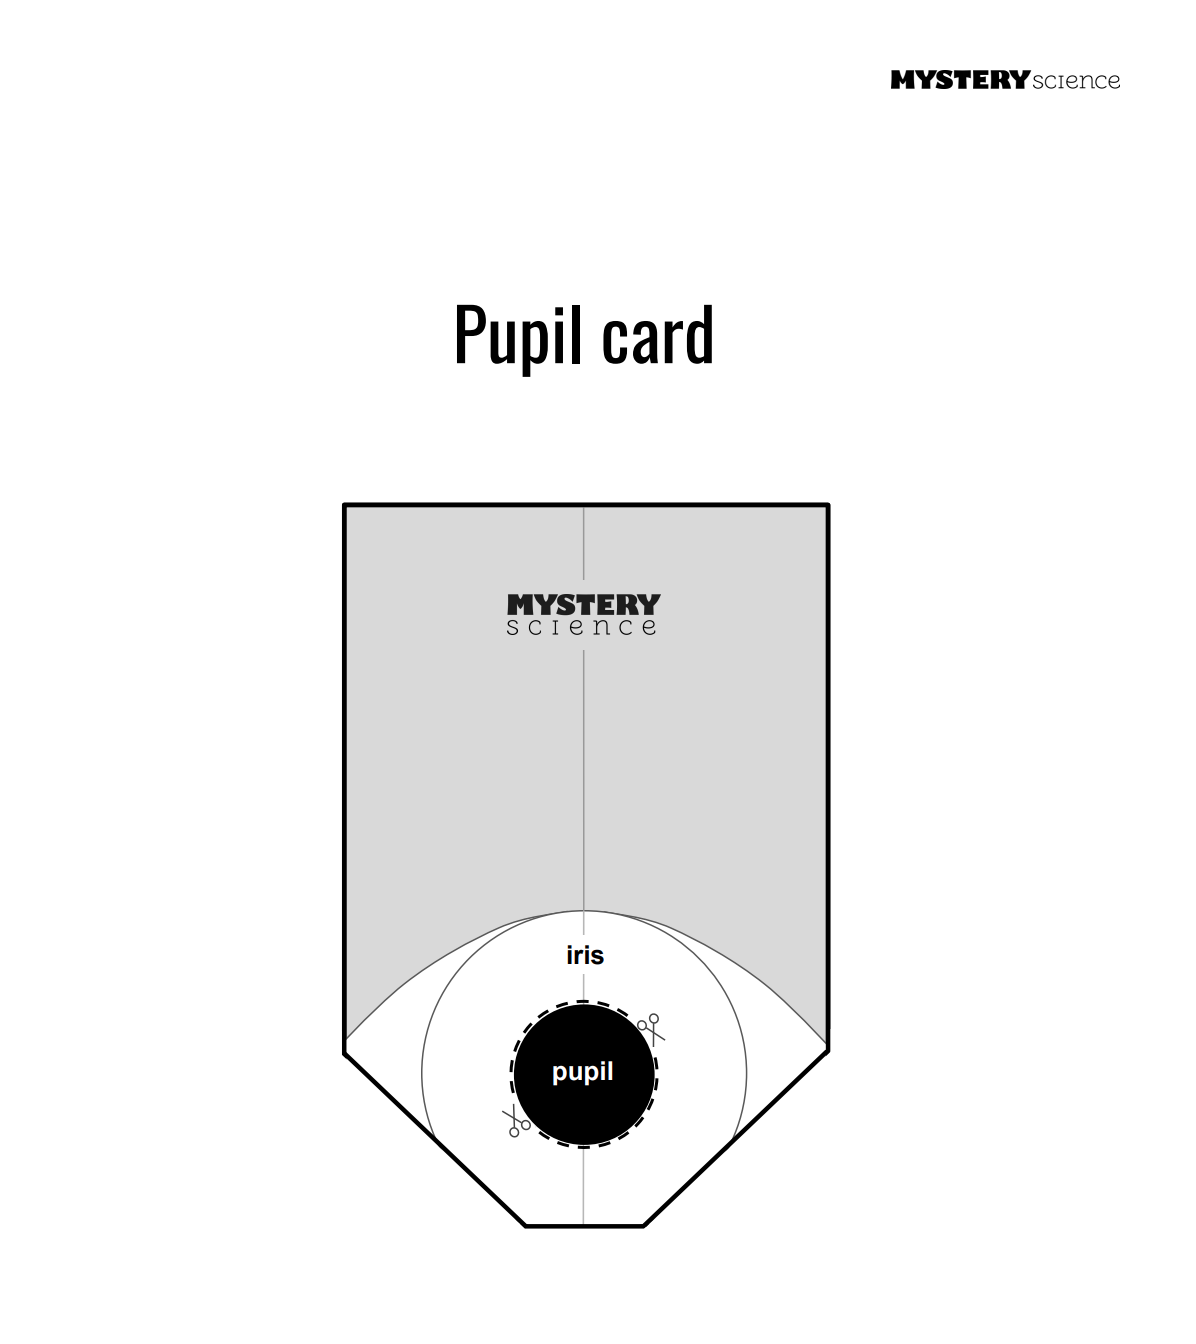 MYSTERY science
Pupil card
MYSTERY
science
iris
pupil